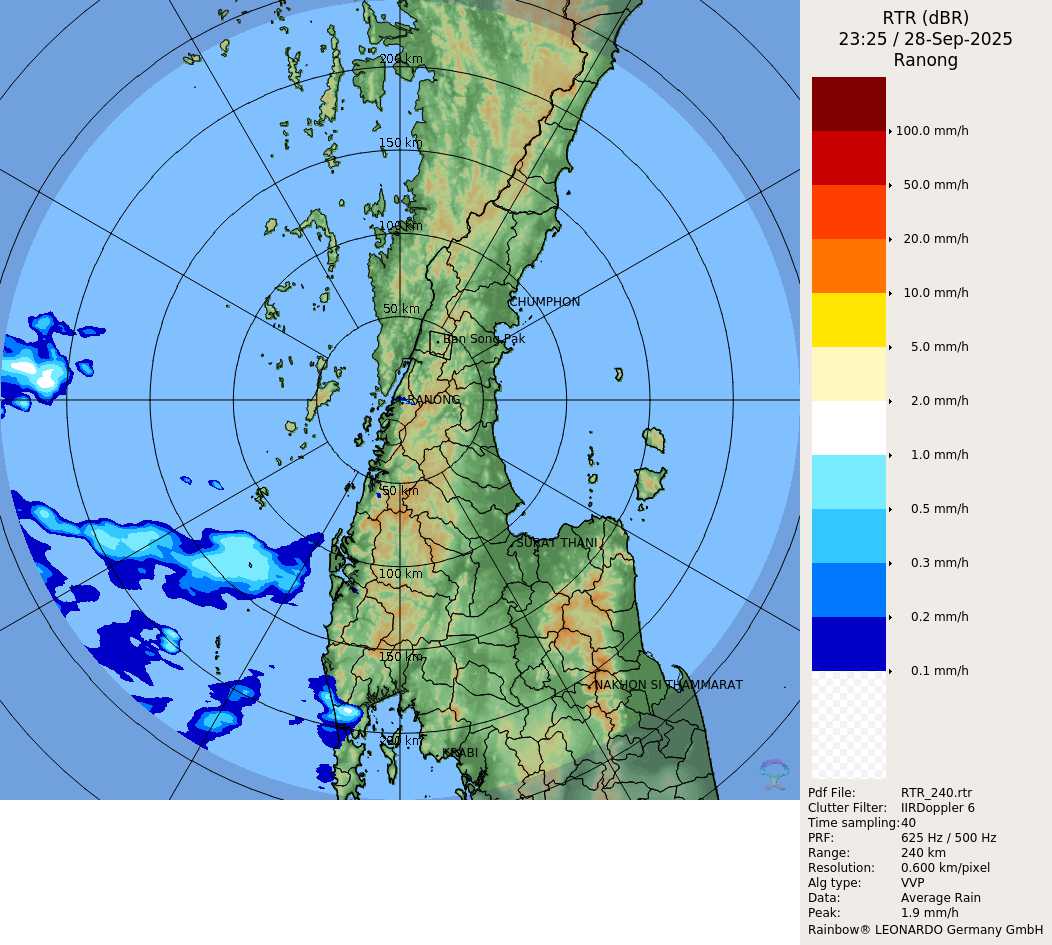 RTR (dBR)
23:25 / 28-Sep-2025
Ranong
100.0 mm/h
50.0 mm/h
20.0 mm/h
10.0 mm/h
5.0 mm/h
2.0 mm/h
1.0 mm/h
0.5 mm/h
0.3 mm/h
0.2 mm/h
0.1 mm/h
200 km
150 km
100 km
50 km
CHUMPHON
Ban Song Pak
RANONG
50 km
SURAT THANI
100 km
150 km
NAKHON SI THAMMARAT
200 km
KRABI
Pdf File: RTR_240.rtr
Clutter Filter: IIRDoppler 6
Time sampling:40
PRF: 625 Hz / 500 Hz
Range: 240 km
Resolution: 0.600 km/pixel
Alg type: VVP
Data: Average Rain
Peak: 1.9 mm/h
Rainbow® LEONARDO Germany GmbH